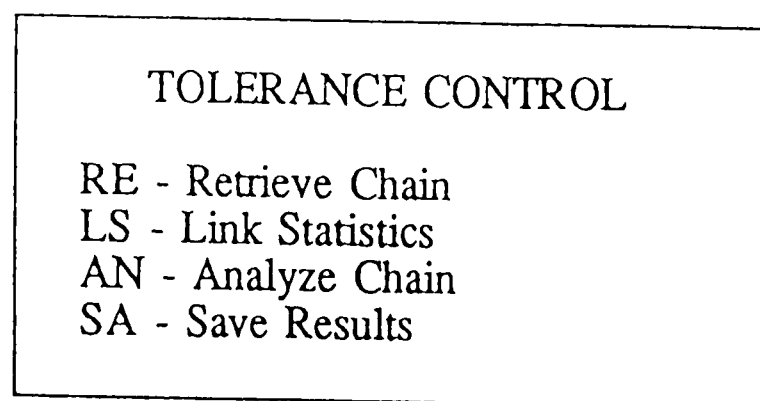 TOLERANCE CONTROL
RE - Retrieve Chain
LS - Link Statistics
AN - Analyze Chain
SA - Save Results